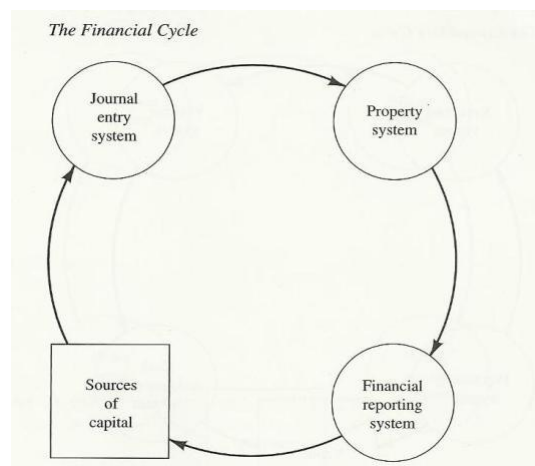 The Financial Cycle
Journal
entry
system
Property
system
Sources
of
capital
Financial
reporting
system